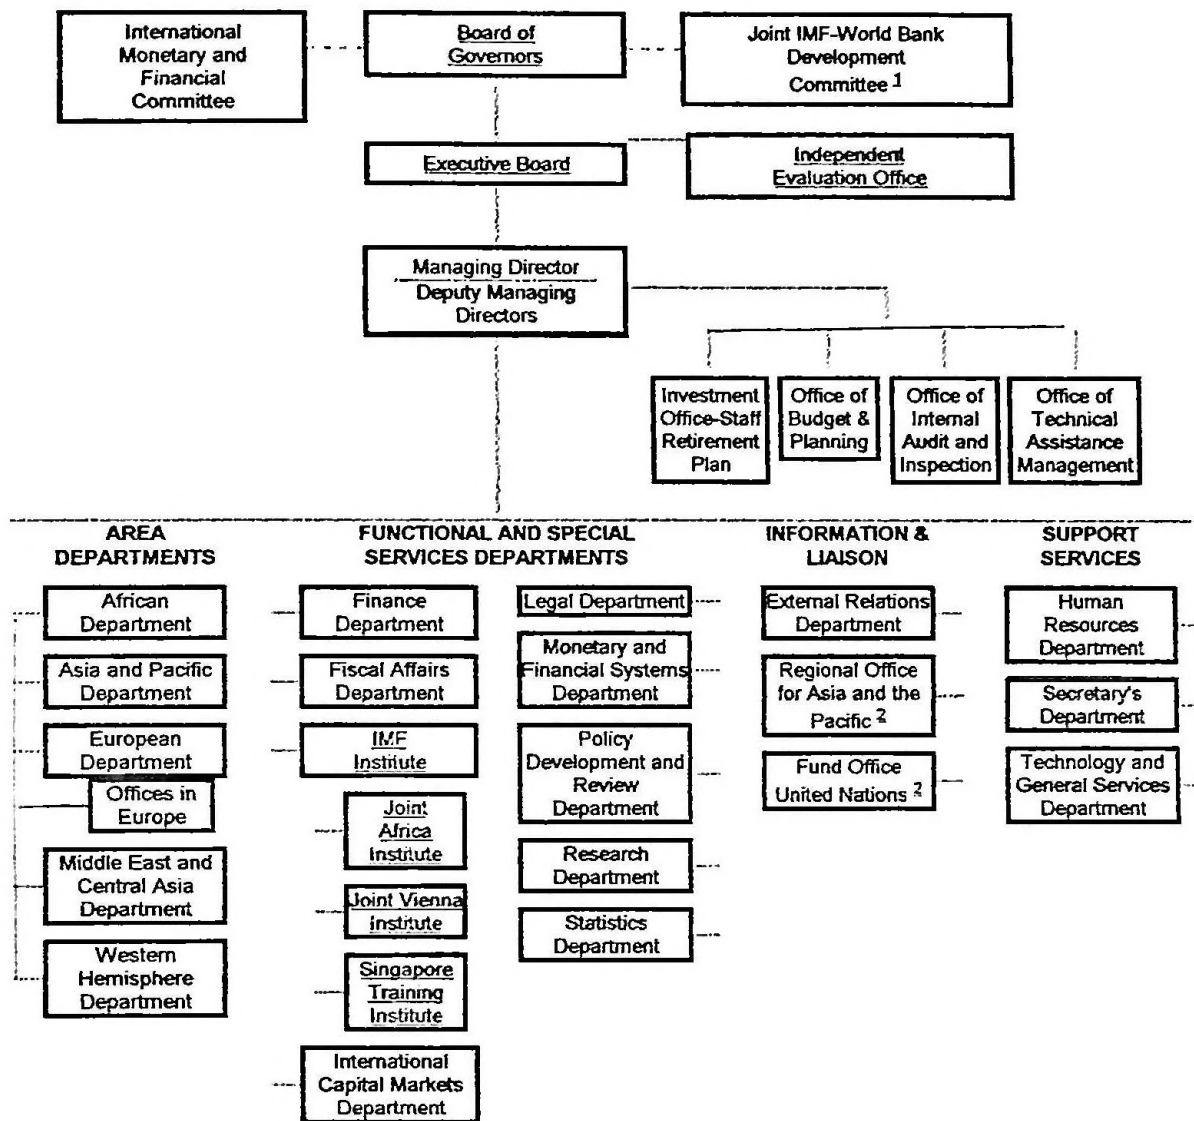 International
Monetary and
Financial
Committee
Board of
Governors
Joint IMF-World Bank
Development
Committee 1
Executive Board
Independent
Evaluation Office
Managing Director
Deputy Managing
Directors
Investment
Office-Staff
Retirement
Plan
Office of
Budget &
Planning
Office of
Internal
Audit and
Inspection
Office of
Technical
Assistance
Management
AREA
DEPARTMENTS
African
Department
Asia and Pacific
Department
European
Department
Offices in
Europe
Middle East and
Central Asia
Department
Western
Hemisphere
Department
FUNCTIONAL AND SPECIAL
SERVICES DEPARTMENTS
Finance
Department
Fiscal Affairs
Department
IMF
Institute
Joint
Africa
Institute
Joint Vienna
Institute
Singapore
Training
Institute
International
Capital Markets
Department
Legal Department
Monetary and
Financial Systems
Department
Policy
Development and
Review
Department
Research
Department
Statistics
Department
INFORMATION &
LIAISON
External Relations
Department
Regional Office
for Asia and the
Pacific 2
Fund Office
United Nations 2
SUPPORT
SERVICES
Human
Resources
Department
Secretary's
Department
Technology and
General Services
Department